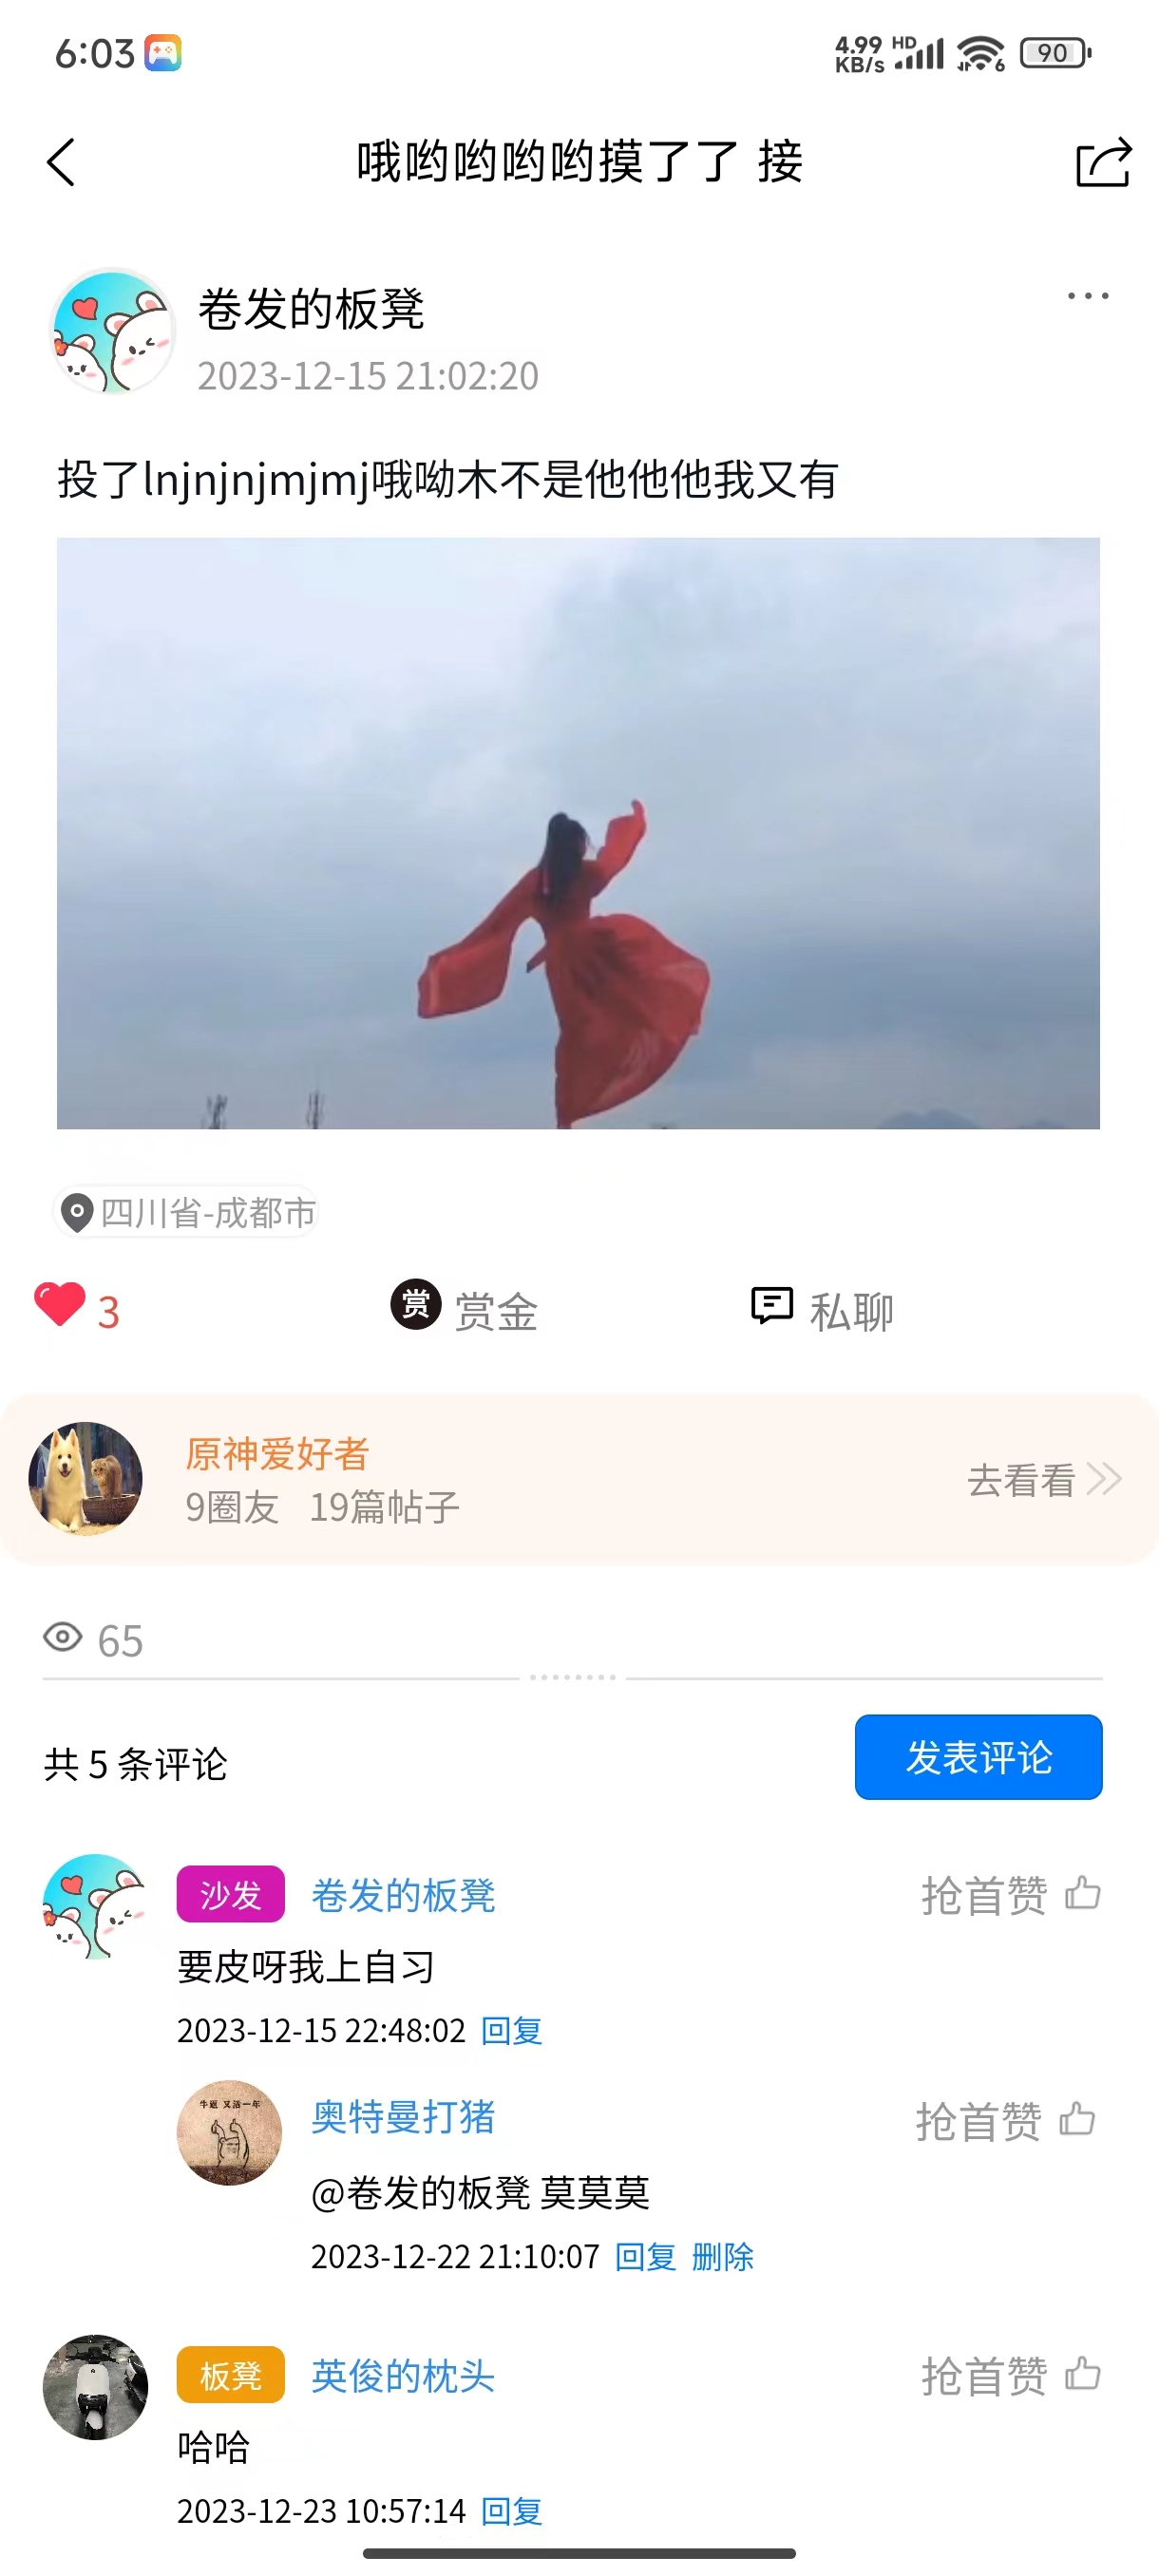 6:03
4.99 KB/s HD 6 90
哦哟哟哟哟摸了了 接
卷发的板凳
2023-12-15 21:02:20
投了lnjnjnjmjmj哦呦木不是他他他我又有
四川省-成都市
3
赏 赏金
私聊
原神爱好者
9圈友 19篇帖子
去看看
65
共 5 条评论
发表评论
沙发 卷发的板凳
抢首赞
要皮呀我上自习
2023-12-15 22:48:02 回复
牛逼 又活一年
奥特曼打猪
抢首赞
@卷发的板凳 莫莫莫
2023-12-22 21:10:07 回复 删除
板凳 英俊的枕头
抢首赞
哈哈
2023-12-23 10:57:14 回复